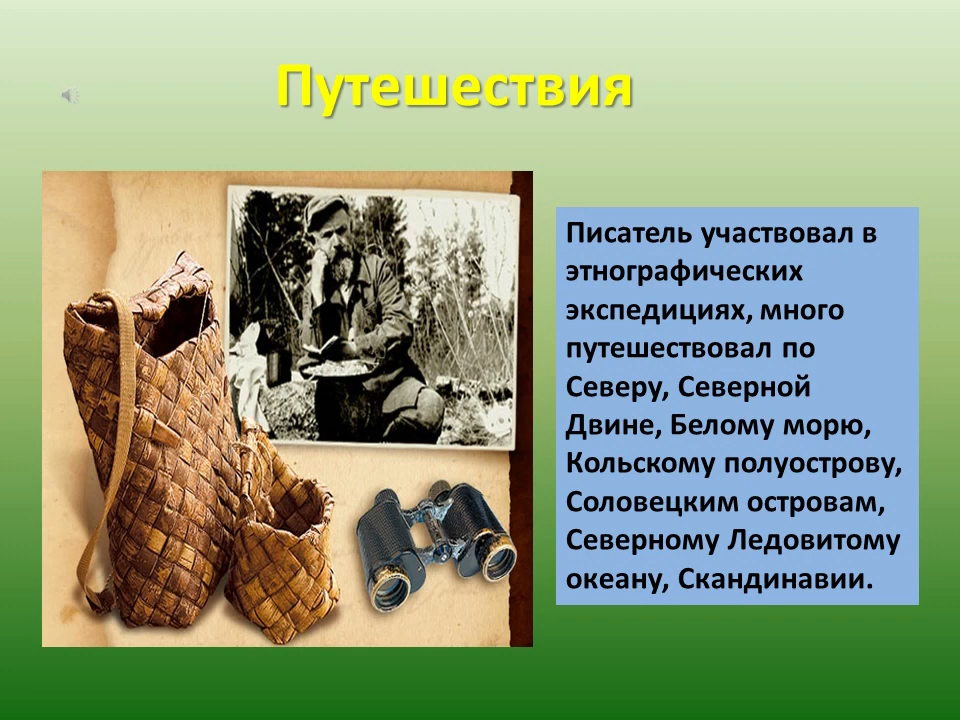 Путешествия
Писатель участвовал в
этнографических
экспедициях, много
путешествовал по
Северу, Северной
Двине, Белому морю,
Кольскому полуострову,
Соловецким островам,
Северному Ледовитому
океану, Скандинавии.